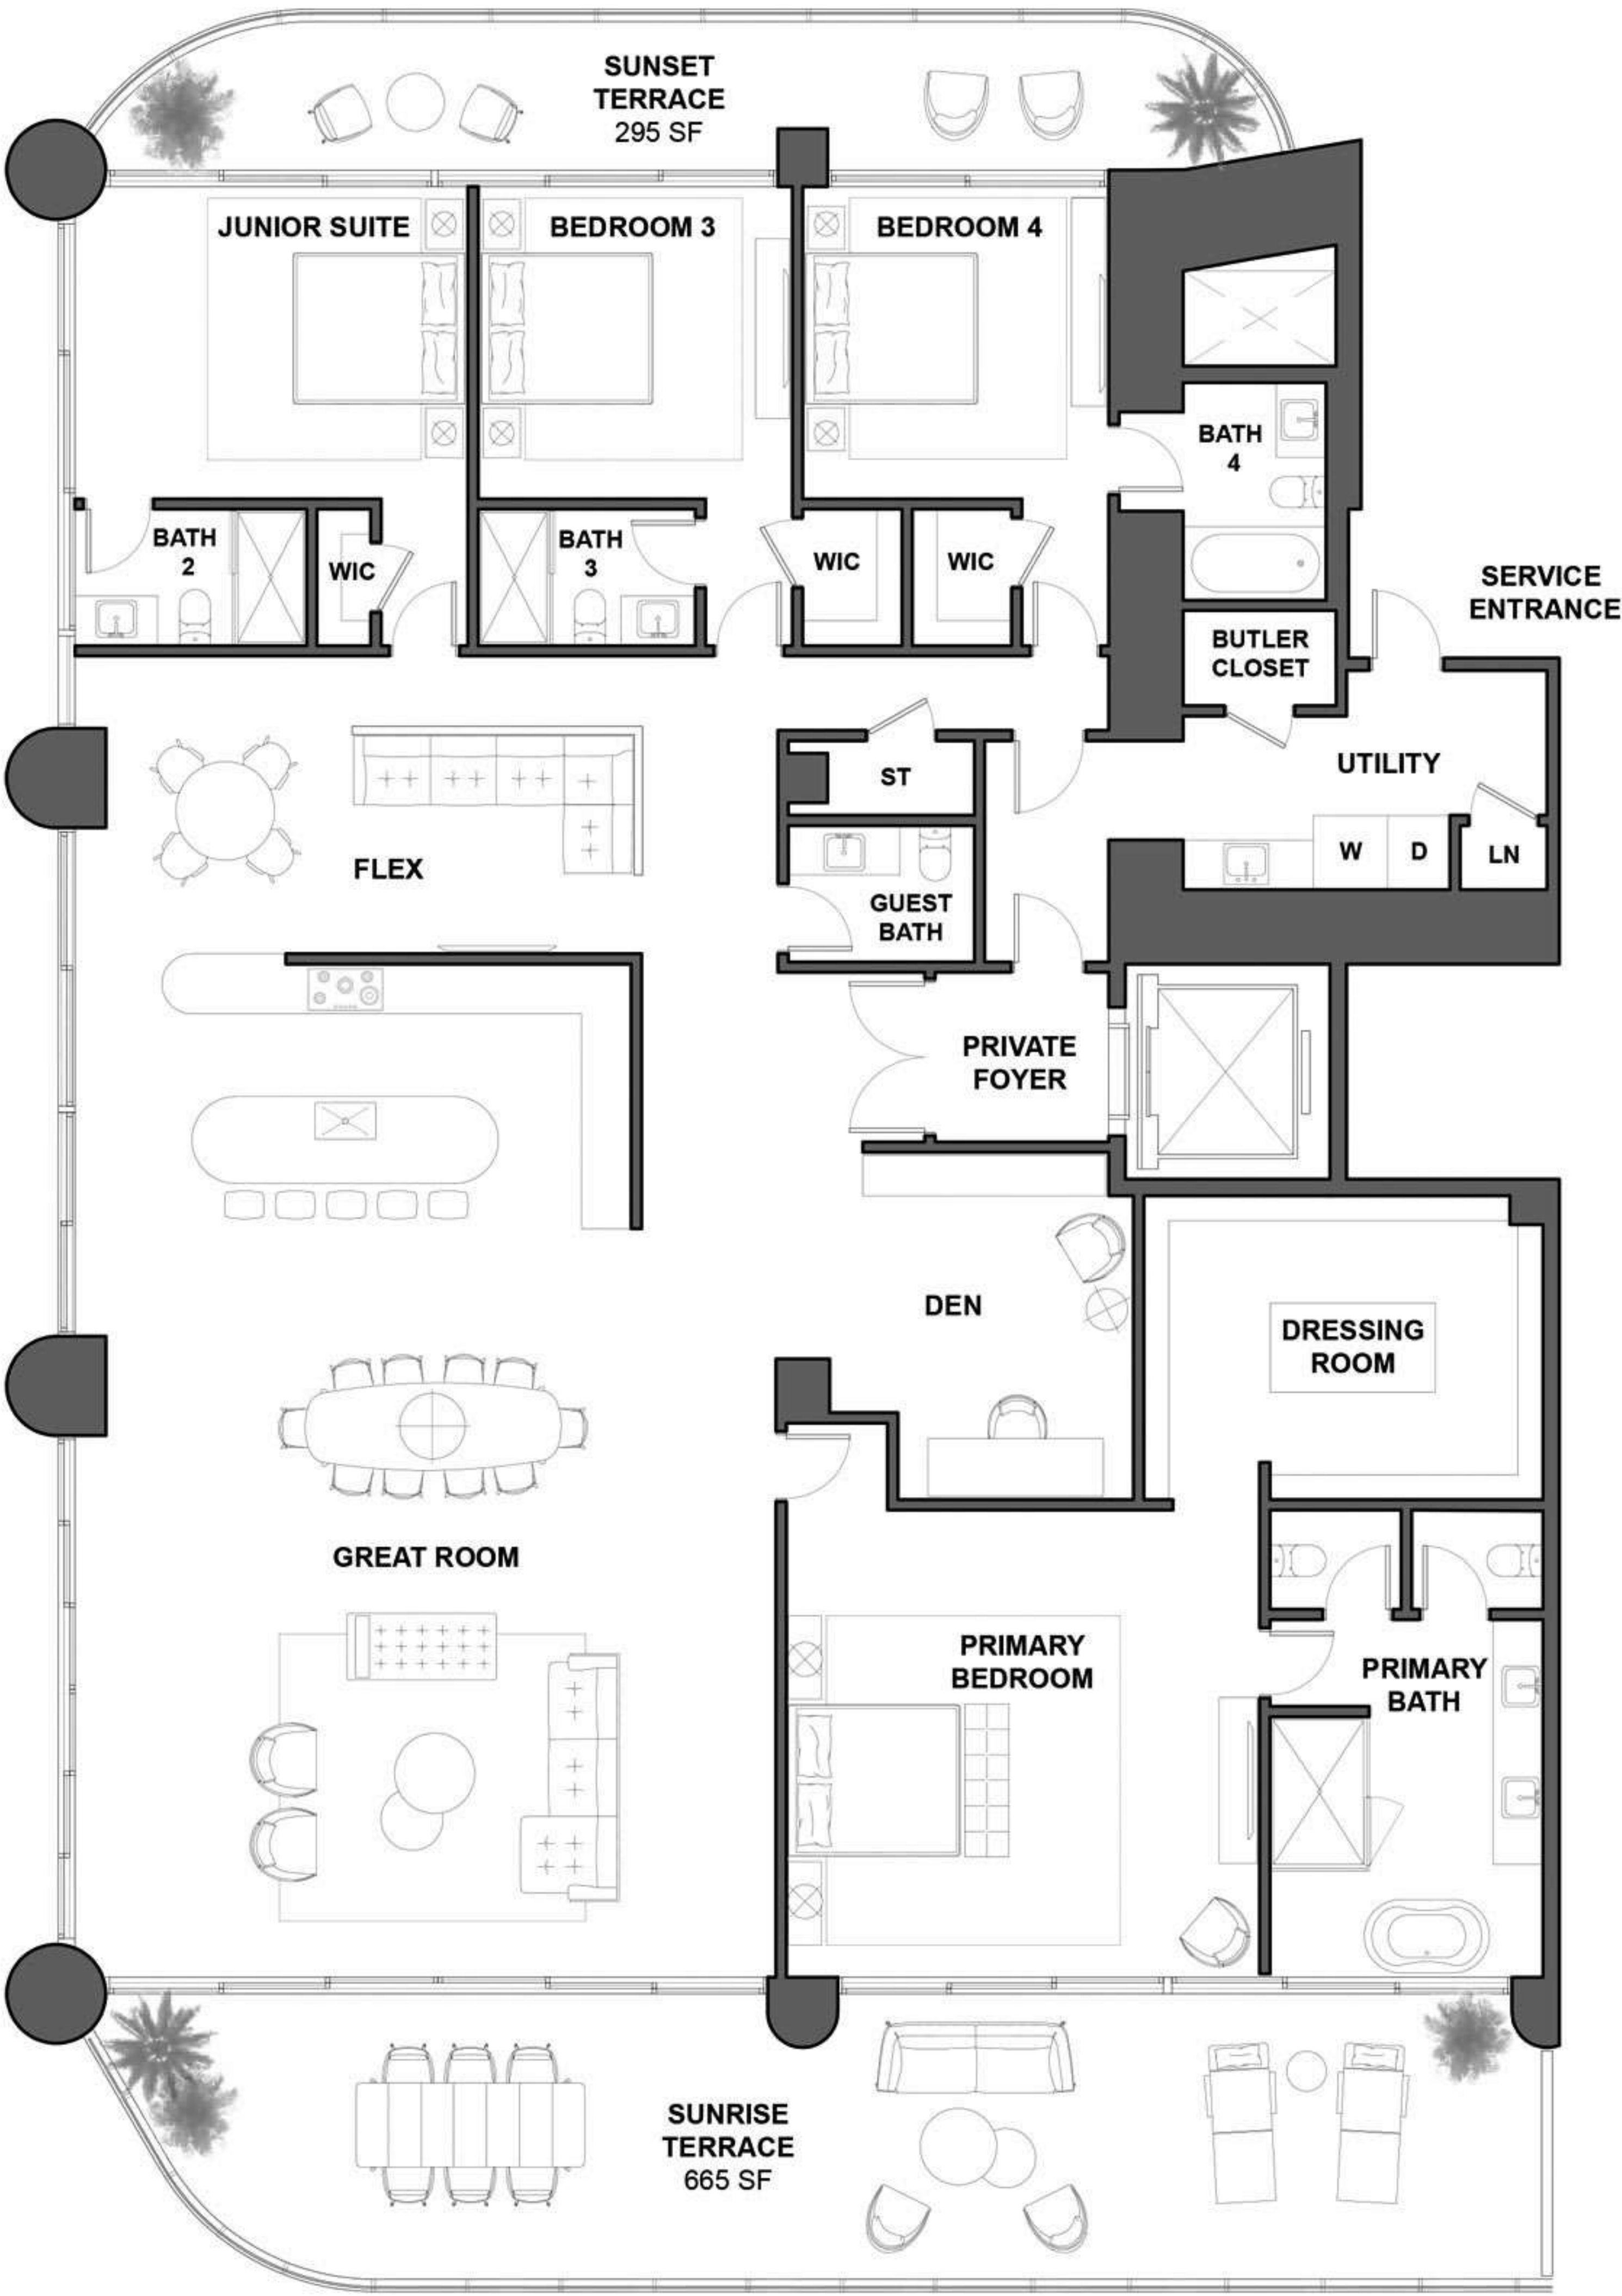 SUNSET
TERRACE
295 SF
JUNIOR SUITE
BEDROOM 3
BEDROOM 4
BATH
4
BATH
2
WIC
BATH
3
WIC
WIC
SERVICE
ENTRANCE
BUTLER
CLOSET
UTILITY
ST
W
D
LN
FLEX
GUEST
BATH
PRIVATE
FOYER
DEN
DRESSING
ROOM
GREAT ROOM
PRIMARY
BEDROOM
PRIMARY
BATH
SUNRISE
TERRACE
665 SF